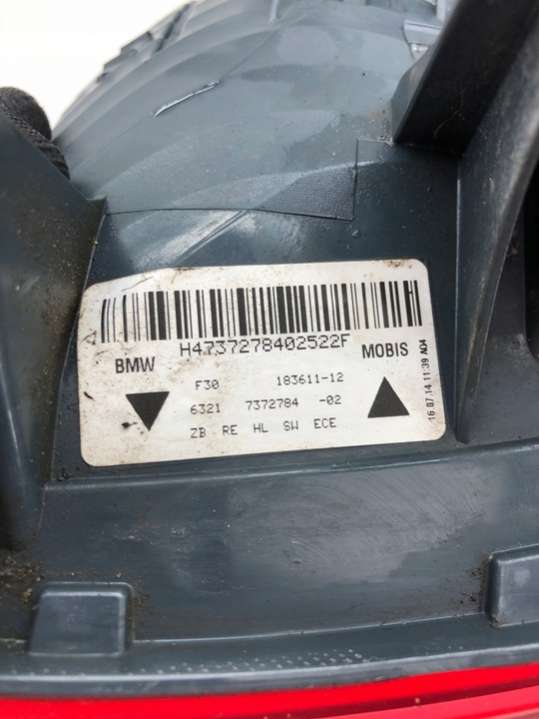 H4737278402522F
BMW MOBIS
F30 183611-12
6321 7372784 -02
ZB RE HL SW ECE
16.07.14 11:39 A04